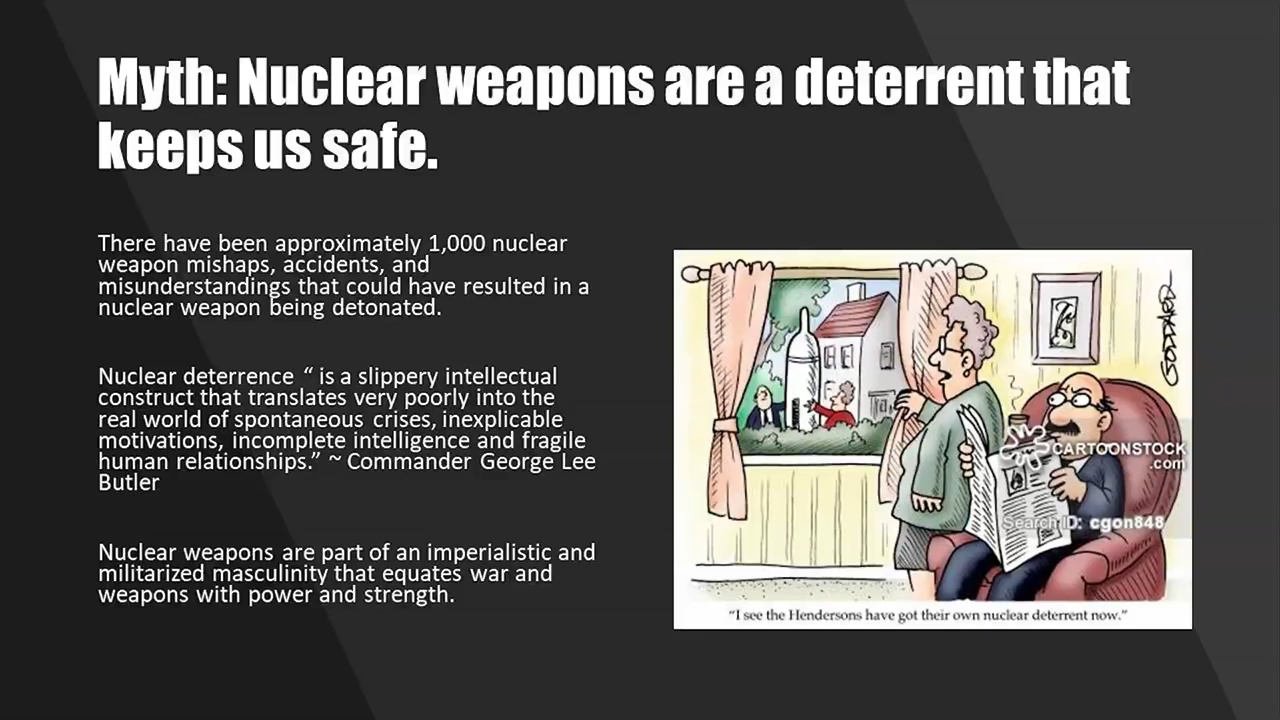 Myth: Nuclear weapons are a deterrent that
keeps us safe.
There have been approximately 1,000 nuclear
weapon mishaps, accidents, and
misunderstandings that could have resulted in a
nuclear weapon being detonated.
Nuclear deterrence “ is a slippery intellectual
construct that translates very poorly into the
real world of spontaneous crises, inexplicable
motivations, incomplete intelligence and fragile
human relationships.” ~ Commander George Lee
Butler
Nuclear weapons are part of an imperialistic and
militarized masculinity that equates war and
weapons with power and strength.
GODDARD
CARTOONSTOCK
.com
Search ID: cgon848
“I see the Hendersons have got their own nuclear deterrent now.”